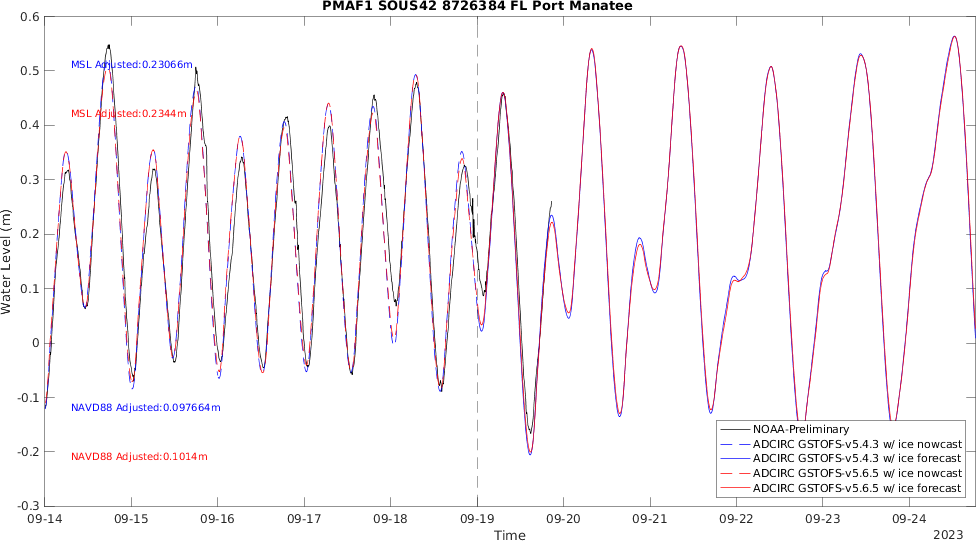 PMAF1 SOUS42 8726384 FL Port Manatee
0.6
0.5
0.4
0.3
0.2
0.1
0
-0.1
-0.2
-0.3
Water Level (m)
MSL Adjusted:0.23066m
MSL Adjusted:0.2344m
NAVD88 Adjusted:0.097664m
NAVD88 Adjusted:0.1014m
NOAA-Preliminary
ADCIRC GSTOFS-v5.4.3 w/ ice nowcast
ADCIRC GSTOFS-v5.4.3 w/ ice forecast
ADCIRC GSTOFS-v5.6.5 w/ ice nowcast
ADCIRC GSTOFS-v5.6.5 w/ ice forecast
09-14 09-15 09-16 09-17 09-18 09-19 09-20 09-21 09-22 09-23 09-24
Time
2023